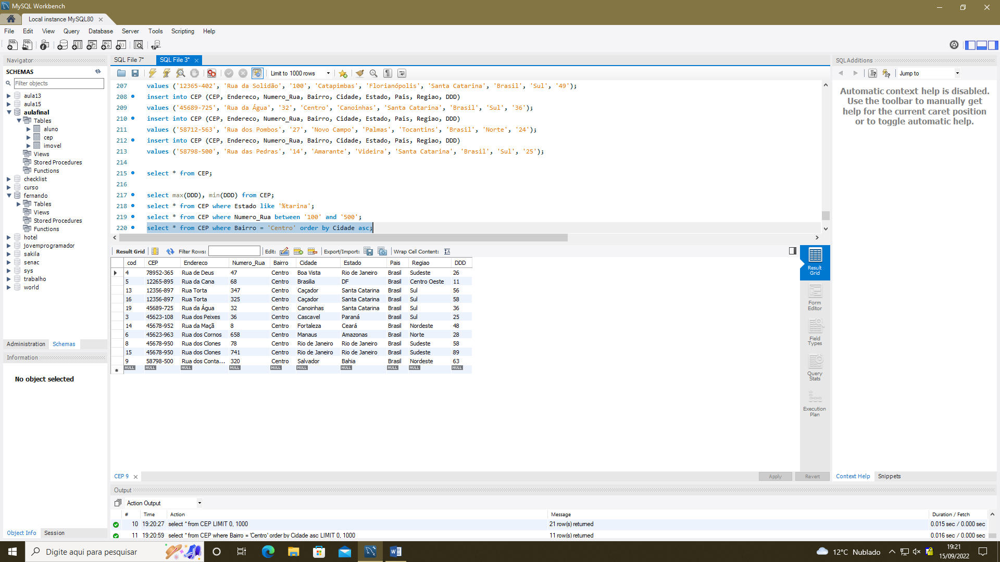 MySQL Workbench
Local instance MySQL80
File Edit View Query Database Server Tools Scripting Help
Navigator
SCHEMAS
Filter objects
aula13
aula15
aulafinal
Tables
aluno
cep
imovel
Views
Stored Procedures
Functions
checklist
curso
fernando
Tables
Views
Stored Procedures
Functions
hotel
jovemprogramador
sakila
senac
sys
trabalho
world
Administration Schemas
Information
No object selected
Object Info Session
SQL File 7* SQL File 3*
Limit to 1000 rows
207 values ('12365-402', 'Rua da Solidão', '100', 'Catapimbas', 'Florianópolis', 'Santa Catarina', 'Brasil', 'Sul', '49');
208 insert into CEP (CEP, Endereco, Numero_Rua, Bairro, Cidade, Estado, Pais, Regiao, DDD)
209 values ('45689-725', 'Rua da Água', '32', 'Centro', 'Canoinhas', 'Santa Catarina', 'Brasil', 'Sul', '36');
210 insert into CEP (CEP, Endereco, Numero_Rua, Bairro, Cidade, Estado, Pais, Regiao, DDD)
211 values ('58712-563', 'Rua dos Pombos', '27', 'Novo Campo', 'Palmas', 'Tocantins', 'Brasil', 'Norte', '24');
212 insert into CEP (CEP, Endereco, Numero_Rua, Bairro, Cidade, Estado, Pais, Regiao, DDD)
213 values ('58798-500', 'Rua das Pedras', '14', 'Amarante', 'Videira', 'Santa Catarina', 'Brasil', 'Sul', '25');
214
215 select * from CEP;
216
217 select max(DDD), min(DDD) from CEP;
218 select * from CEP where Estado like '%tarina';
219 select * from CEP where Numero_Rua between '100' and '500';
220 select * from CEP where Bairro = 'Centro' order by Cidade asc;
Result Grid Filter Rows: Edit: Export/Import: Wrap Cell Content:
cod CEP Endereco Numero_Rua Bairro Cidade Estado Pais Regiao DDD
4 78952-365 Rua de Deus 47 Centro Boa Vista Rio de Janeiro Brasil Sudeste 26
5 12265-895 Rua da Cana 68 Centro Brasilia DF Brasil Centro Oeste 11
13 12356-897 Rua Torta 347 Centro Caçador Santa Catarina Brasil Sul 56
16 12356-897 Rua Torta 325 Centro Caçador Santa Catarina Brasil Sul 58
19 45689-725 Rua da Água 32 Centro Canoinhas Santa Catarina Brasil Sul 36
3 45623-108 Rua dos Peixes 36 Centro Cascavel Paraná Brasil Sul 25
14 45678-952 Rua da Maçã 8 Centro Fortaleza Ceará Brasil Nordeste 48
6 45623-963 Rua dos Cornos 658 Centro Manaus Amazonas Brasil Norte 28
8 45678-950 Rua dos Clones 78 Centro Rio de Janeiro Rio de Janeiro Brasil Sudeste 58
15 45678-950 Rua dos Clones 741 Centro Rio de Janeiro Rio de Janeiro Brasil Sudeste 89
9 58798-500 Rua dos Conta... 320 Centro Salvador Bahia Brasil Nordeste 63
NULL NULL NULL NULL NULL NULL NULL NULL NULL NULL
Result Grid
Form Editor
Field Types
Query Stats
Execution Plan
CEP 9 Apply Revert
SQLAdditions
Jump to
Automatic context help is disabled.
Use the toolbar to manually get
help for the current caret position
or to toggle automatic help.
Context Help Snippets
Output
Action Output
# Time Action Message Duration / Fetch
10 19:20:27 select * from CEP LIMIT 0, 1000 21 row(s) returned 0.015 sec / 0.000 sec
11 19:20:59 select * from CEP where Bairro = 'Centro' order by Cidade asc LIMIT 0, 1000 11 row(s) returned 0.016 sec / 0.000 sec
Digite aqui para pesquisar
12°C Nublado
19:21
15/09/2022